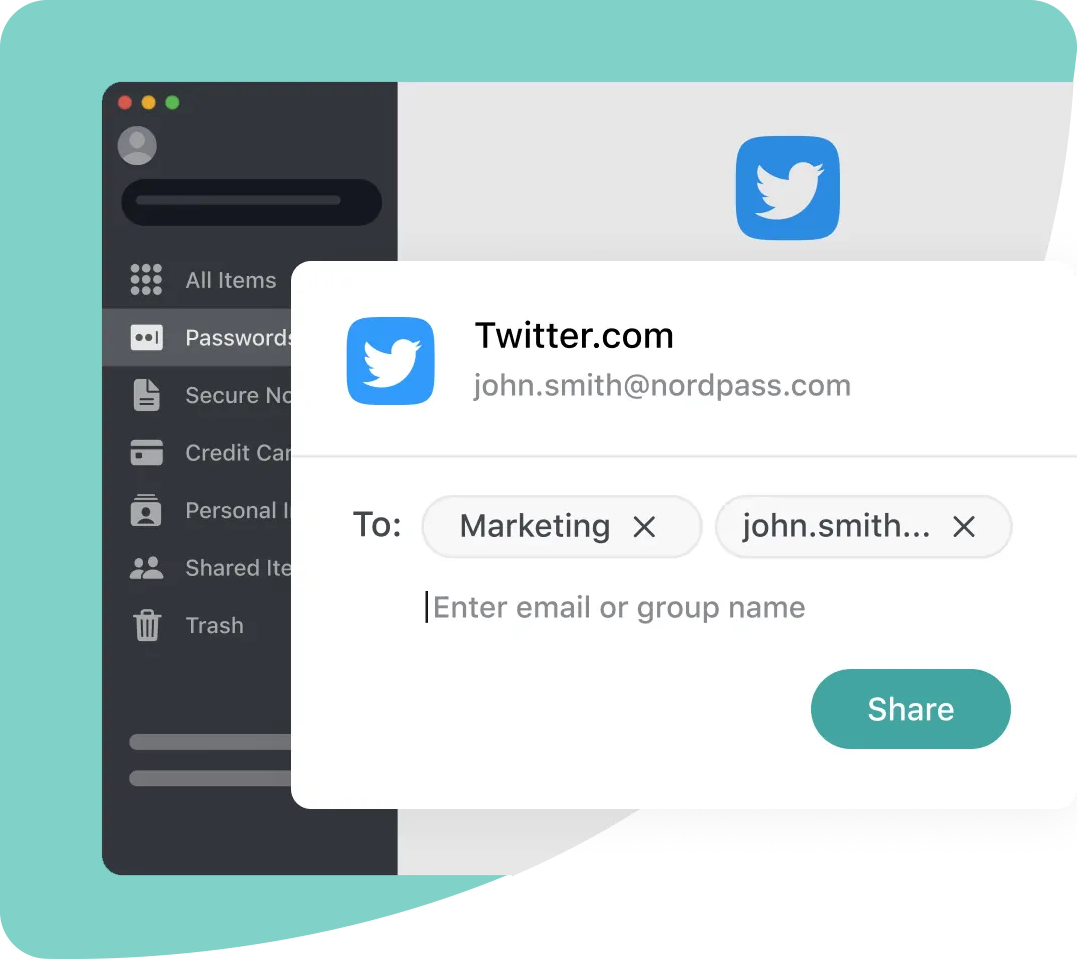 All Items
Passwords
Secure No
Credit Car
Personal I
Shared Ite
Trash
Twitter.com
john.smith@nordpass.com
To: Marketing john.smith...
Enter email or group name
Share